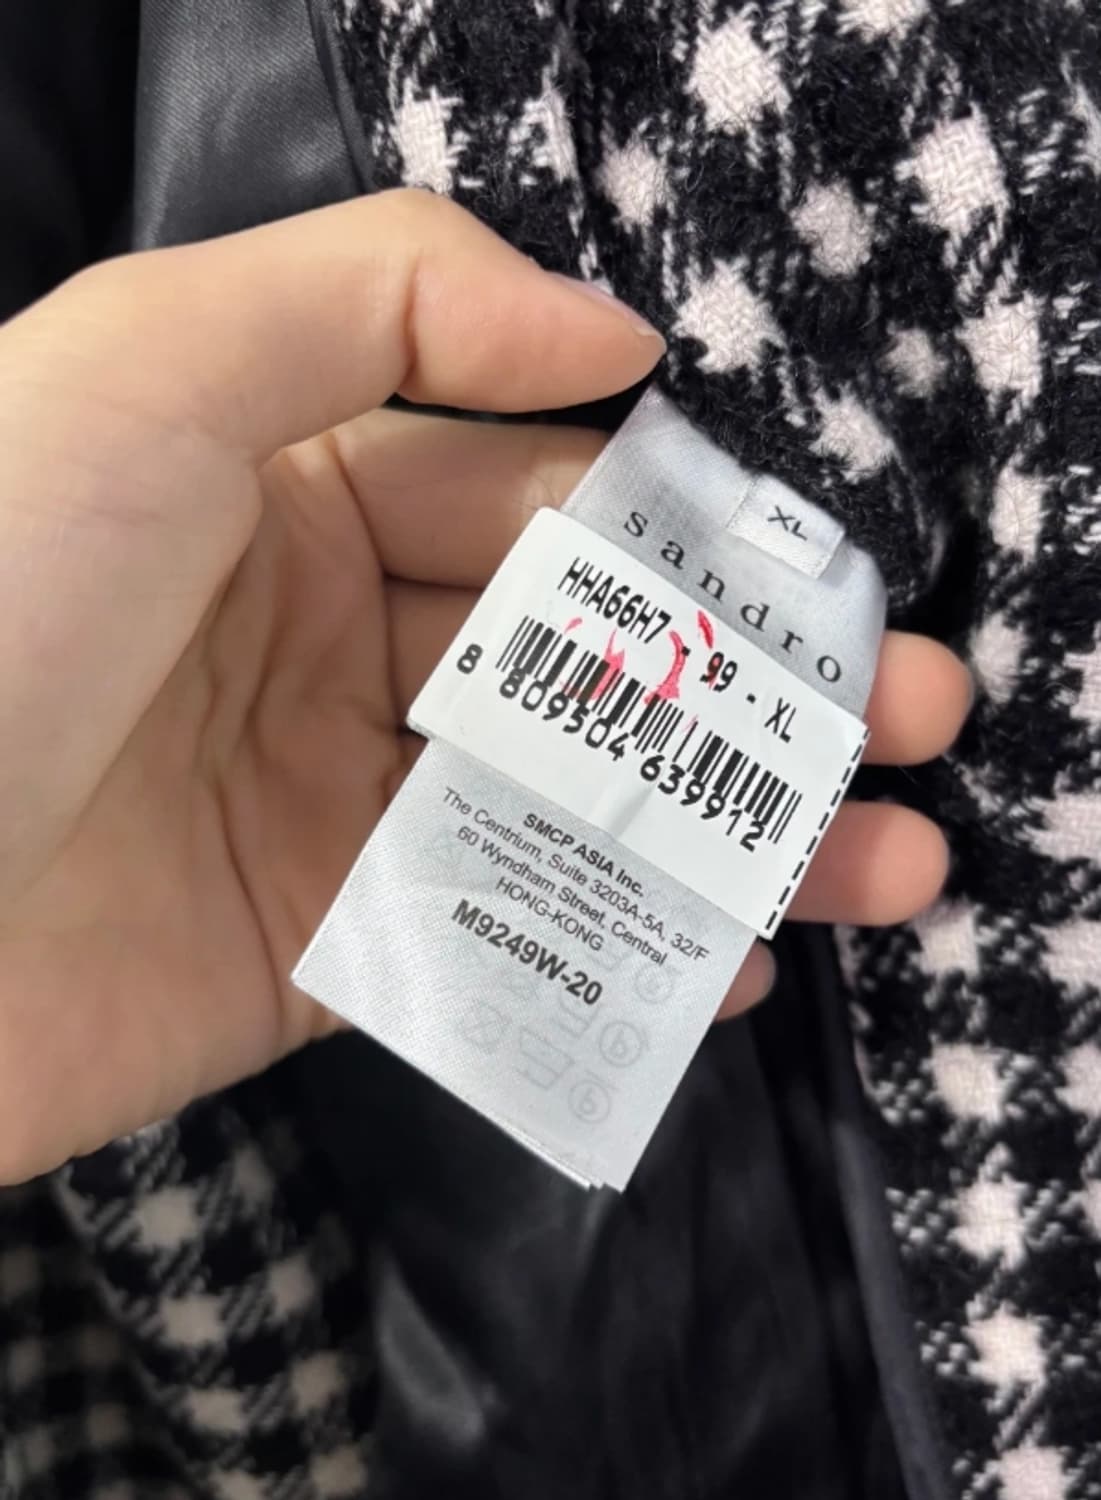 XL
sandro
HHA66H7 - 99 - XL
8 809504 639912
SMCP ASIA Inc.
The Centrium, Suite 3203A-5A, 32/F
60 Wyndham Street, Central
HONG-KONG
M9249W-20